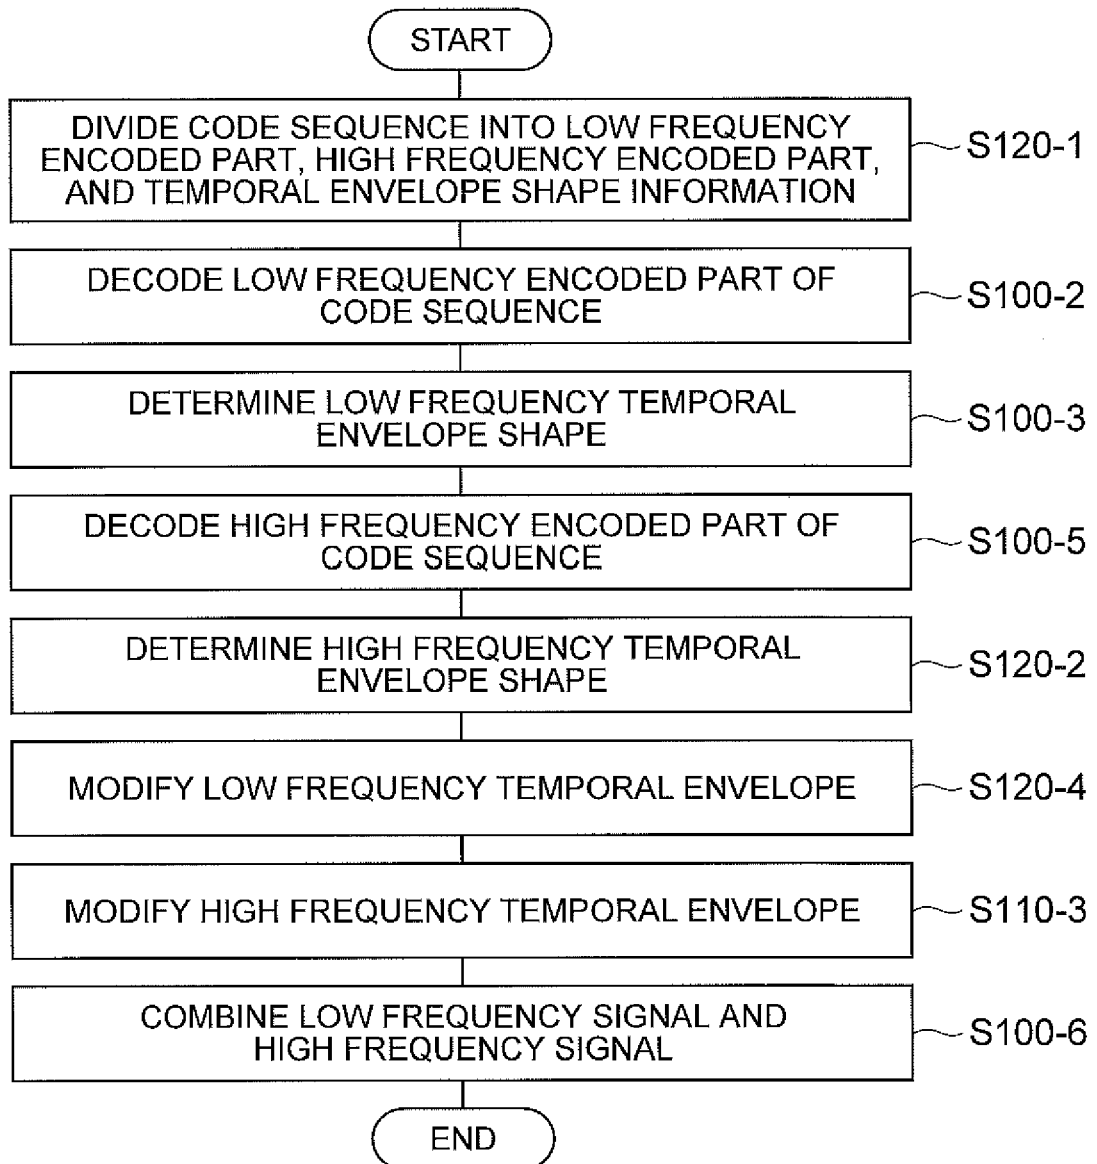 START
DIVIDE CODE SEQUENCE INTO LOW FREQUENCY
ENCODED PART, HIGH FREQUENCY ENCODED PART,
AND TEMPORAL ENVELOPE SHAPE INFORMATION
S120-1
DECODE LOW FREQUENCY ENCODED PART OF
CODE SEQUENCE
S100-2
DETERMINE LOW FREQUENCY TEMPORAL
ENVELOPE SHAPE
S100-3
DECODE HIGH FREQUENCY ENCODED PART OF
CODE SEQUENCE
S100-5
DETERMINE HIGH FREQUENCY TEMPORAL
ENVELOPE SHAPE
S120-2
MODIFY LOW FREQUENCY TEMPORAL ENVELOPE
S120-4
MODIFY HIGH FREQUENCY TEMPORAL ENVELOPE
S110-3
COMBINE LOW FREQUENCY SIGNAL AND
HIGH FREQUENCY SIGNAL
S100-6
END